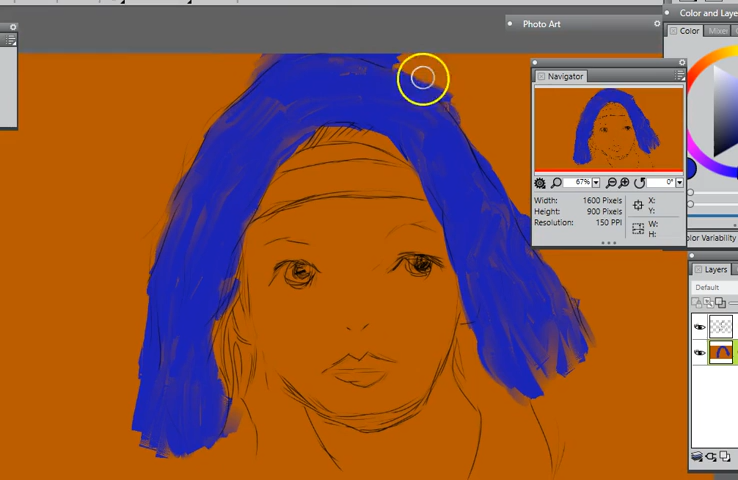 Photo Art
Color and Laye
Color
Mixer
Navigator
67%
0°
Width: 1600 Pixels
Height: 900 Pixels
Resolution: 150 PPI
X:
Y:
W:
H:
olor Variability
Layers
Default